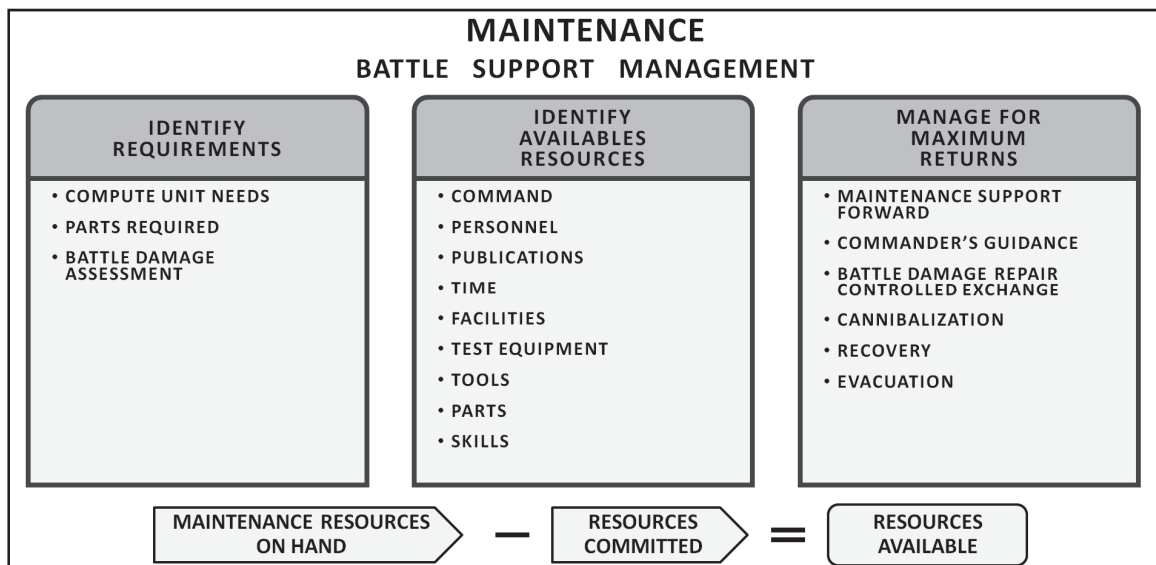 MAINTENANCE
BATTLE SUPPORT MANAGEMENT
IDENTIFY
REQUIREMENTS
• COMPUTE UNIT NEEDS
• PARTS REQUIRED
• BATTLE DAMAGE
ASSESSMENT
IDENTIFY
AVAILABLES
RESOURCES
• COMMAND
• PERSONNEL
• PUBLICATIONS
• TIME
• FACILITIES
• TEST EQUIPMENT
• TOOLS
• PARTS
• SKILLS
MANAGE FOR
MAXIMUM
RETURNS
• MAINTENANCE SUPPORT
FORWARD
• COMMANDER’S GUIDANCE
• BATTLE DAMAGE REPAIR
CONTROLLED EXCHANGE
• CANNIBALIZATION
• RECOVERY
• EVACUATION
MAINTENANCE RESOURCES
ON HAND
—
RESOURCES
COMMITTED
=
RESOURCES
AVAILABLE